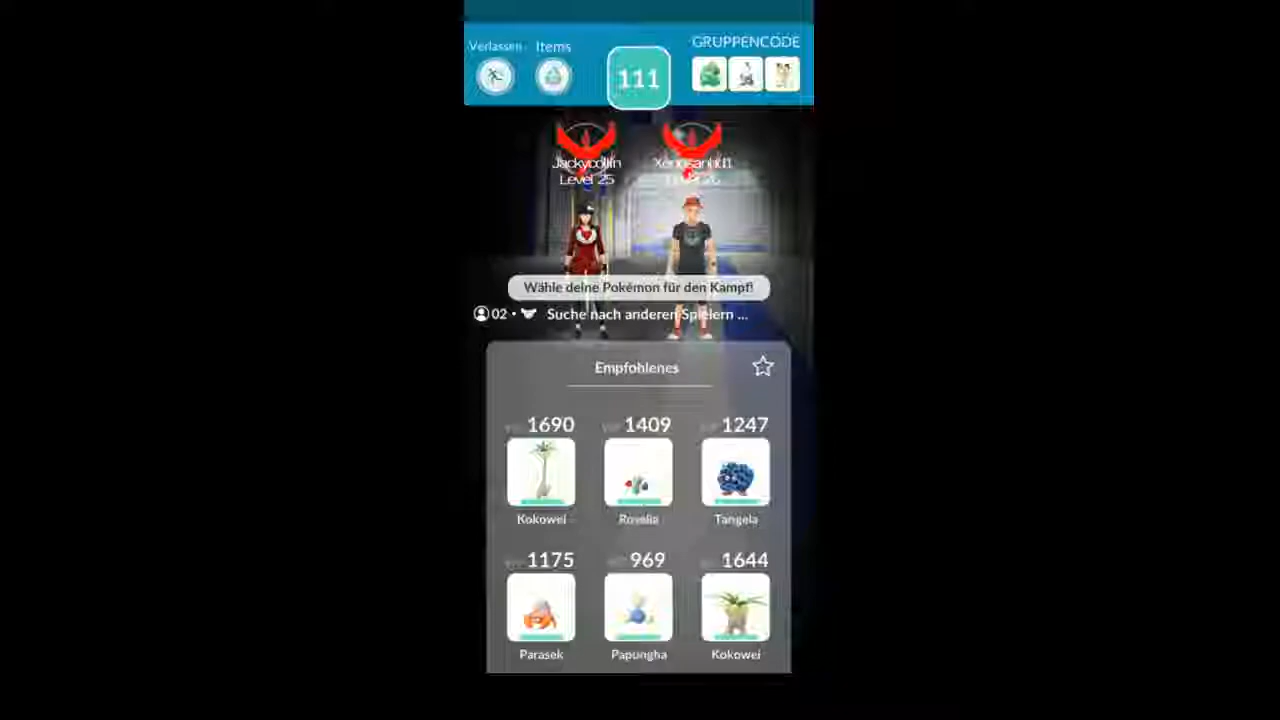 Verlassen Items
GRUPPENCODE
111
Jackycollin
Level 25
Wähle deine Pokémon für den Kampf!
02 • Suche nach anderen Spielern ...
Empfohlenes
1690 1409 1247
Kokowei Roselia Tangela
1175 969 1644
Parasek Papungha Kokowei